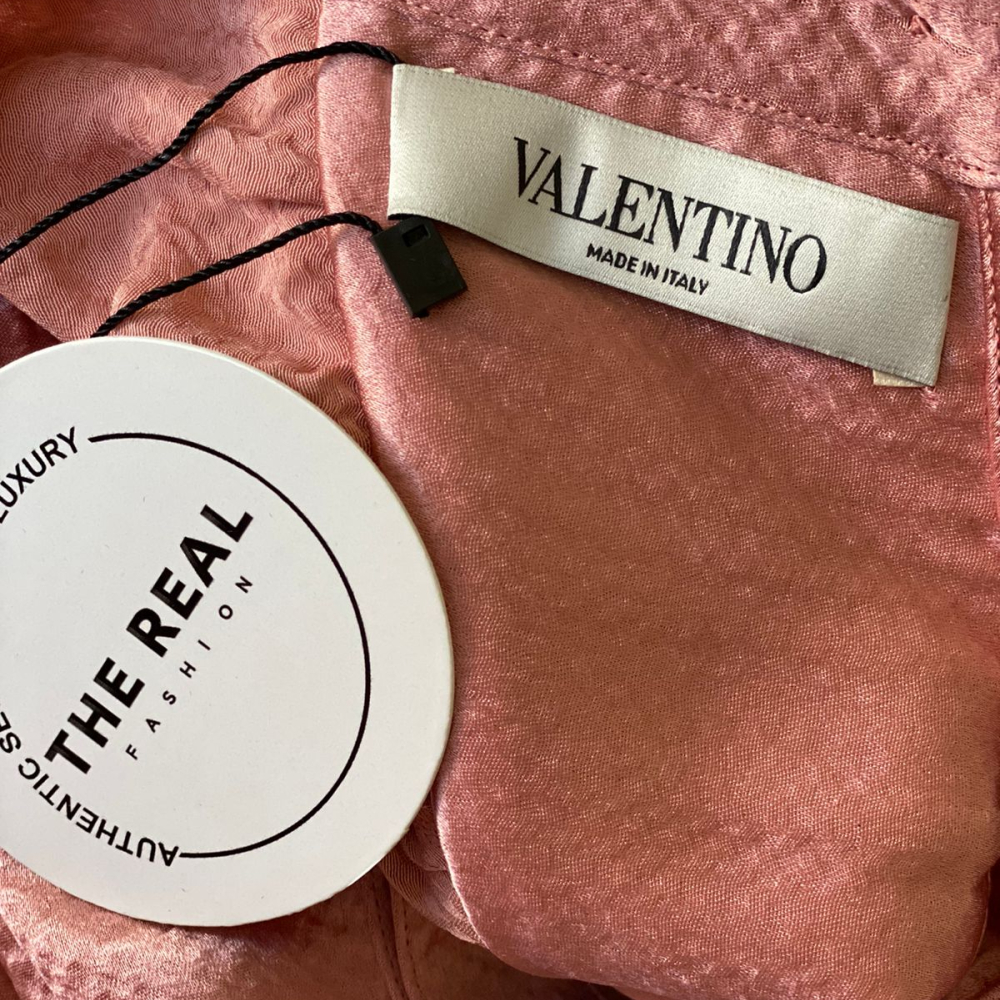 VALENTINO
MADE IN ITALY
LUXURY
THE REAL
FASHION
AUTHENTIC